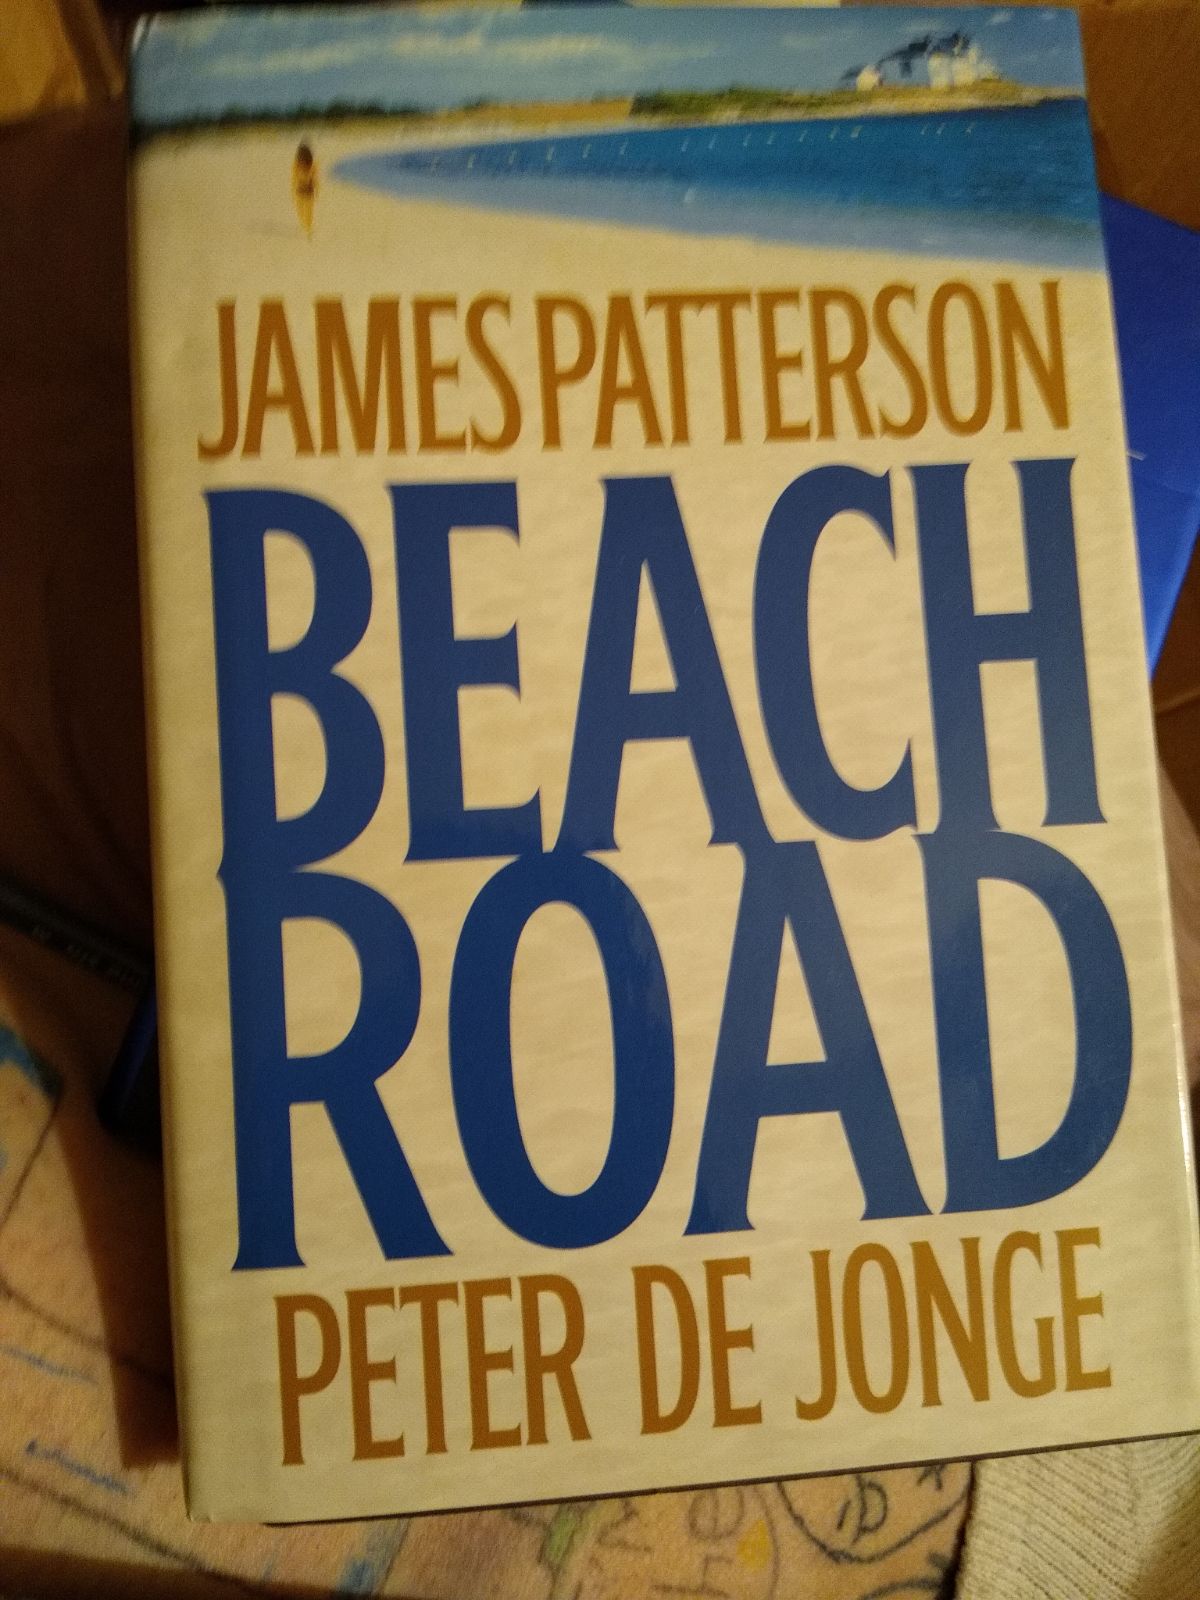 JAMES PATTERSON
BEACH
ROAD
PETER DE JONGE